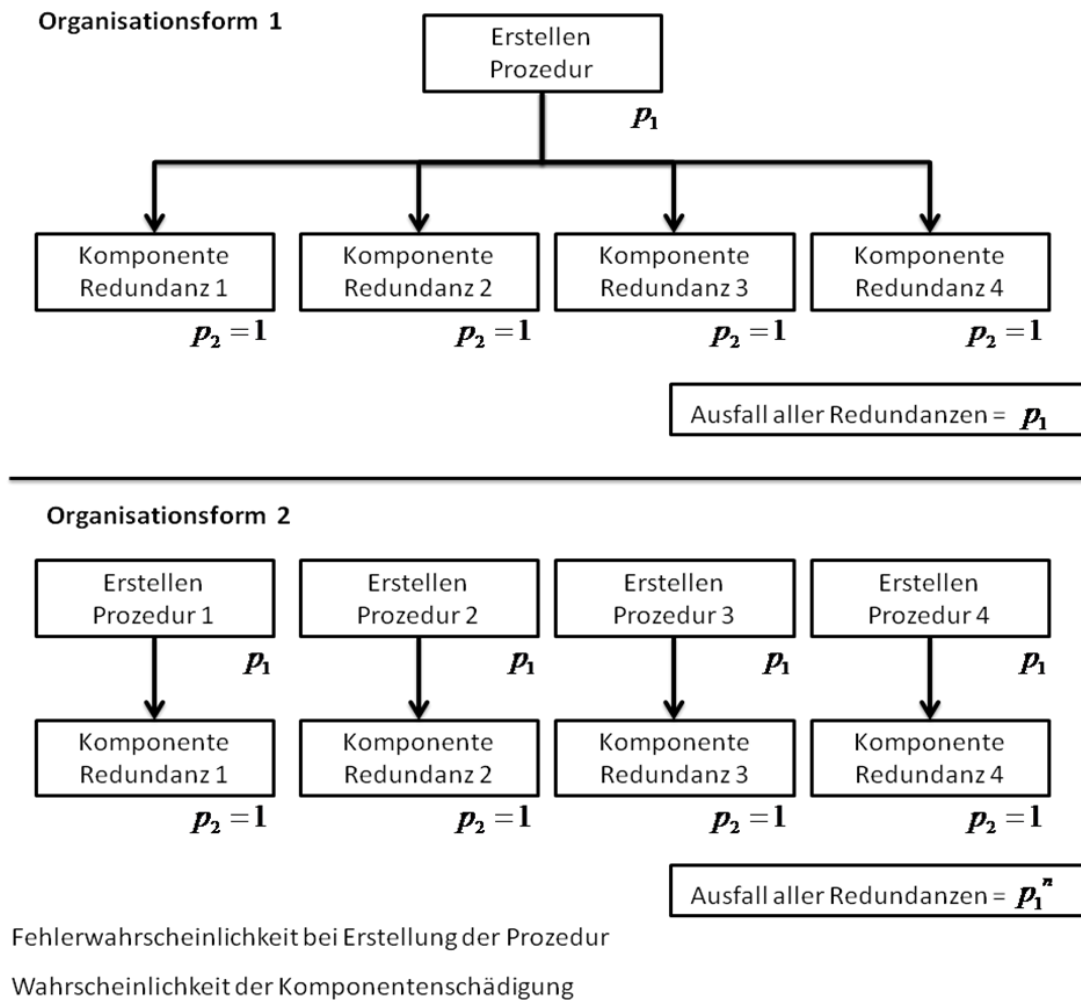 Organisationsform 1
Erstellen
Prozedur
p₁
Komponente
Redundanz 1
p₂ = 1
Komponente
Redundanz 2
p₂ = 1
Komponente
Redundanz 3
p₂ = 1
Komponente
Redundanz 4
p₂ = 1
Ausfall aller Redundanzen = p₁
Organisationsform 2
Erstellen
Prozedur 1
p₁
Erstellen
Prozedur 2
p₁
Erstellen
Prozedur 3
p₁
Erstellen
Prozedur 4
p₁
Komponente
Redundanz 1
p₂ = 1
Komponente
Redundanz 2
p₂ = 1
Komponente
Redundanz 3
p₂ = 1
Komponente
Redundanz 4
p₂ = 1
Ausfall aller Redundanzen = p₁ⁿ
Fehlerwahrscheinlichkeit bei Erstellung der Prozedur
Wahrscheinlichkeit der Komponentenschädigung